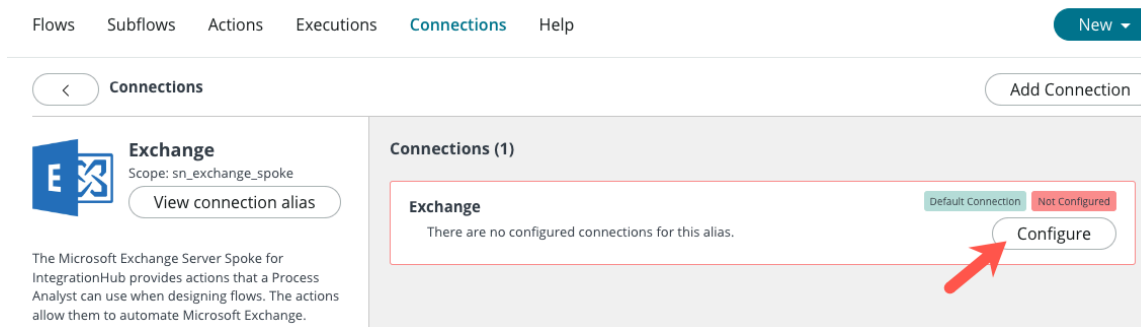 Flows Subflows Actions Executions Connections Help New
Connections Add Connection
E
Exchange
Scope: sn_exchange_spoke
View connection alias
The Microsoft Exchange Server Spoke for
IntegrationHub provides actions that a Process
Analyst can use when designing flows. The actions
allow them to automate Microsoft Exchange.
Connections (1)
Exchange Default Connection Not Configured
There are no configured connections for this alias.
Configure